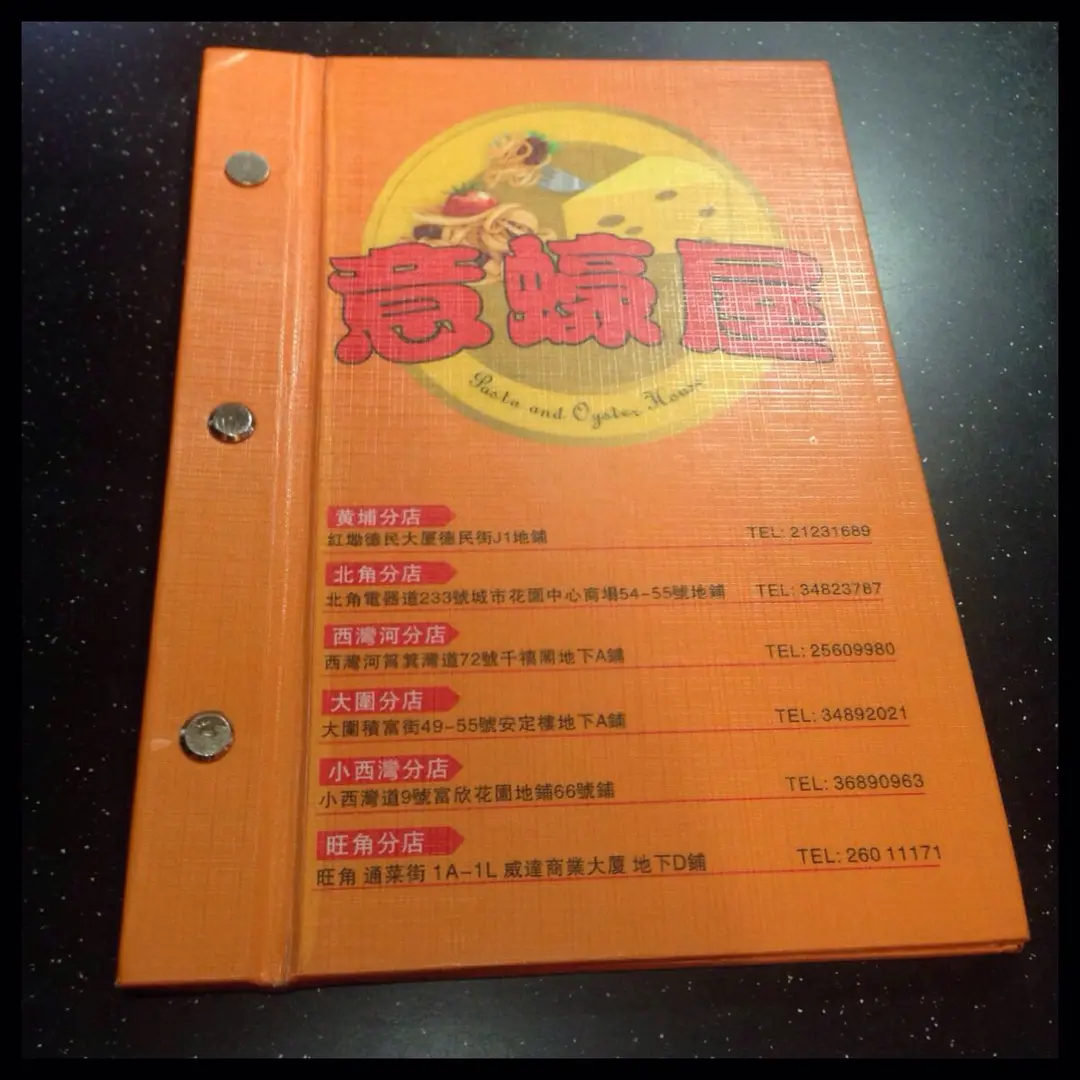 意蠔屋
Pasta and Oyster House
黃埔分店
紅磡德民大厦德民街J1地鋪 TEL: 21231689
北角分店
北角電器道233號城市花園中心商場54-55號地鋪 TEL: 34823787
西灣河分店
西灣河筲箕灣道72號千禧閣地下A鋪 TEL: 25609980
大圍分店
大圍積富街49-55號安定樓地下A鋪 TEL: 34892021
小西灣分店
小西灣道9號富欣花園地鋪66號鋪 TEL: 36890963
旺角分店
旺角 通菜街 1A-1L 威達商業大厦 地下D鋪 TEL: 260 11171